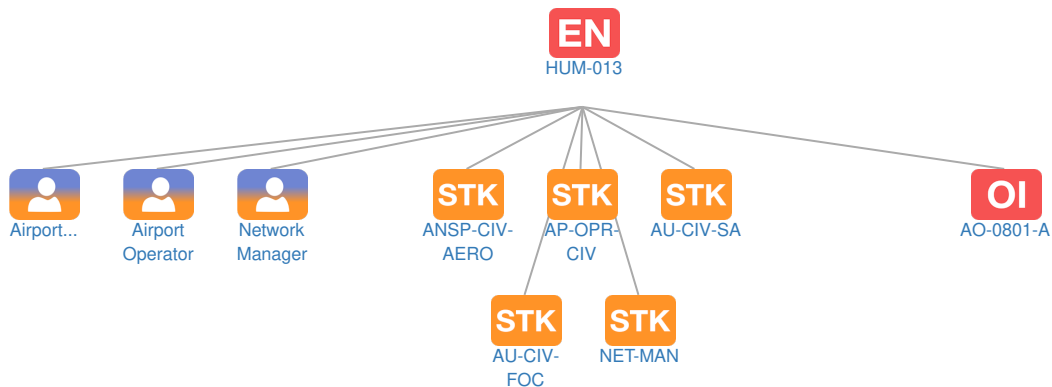 EN
HUM-013
STK
STK
STK
OI
Airport...
Airport
Operator
Network
Manager
ANSP-CIV-
AERO
AP-OPR-
CIV
AU-CIV-SA
AO-0801-A
STK
STK
AU-CIV-
FOC
NET-MAN